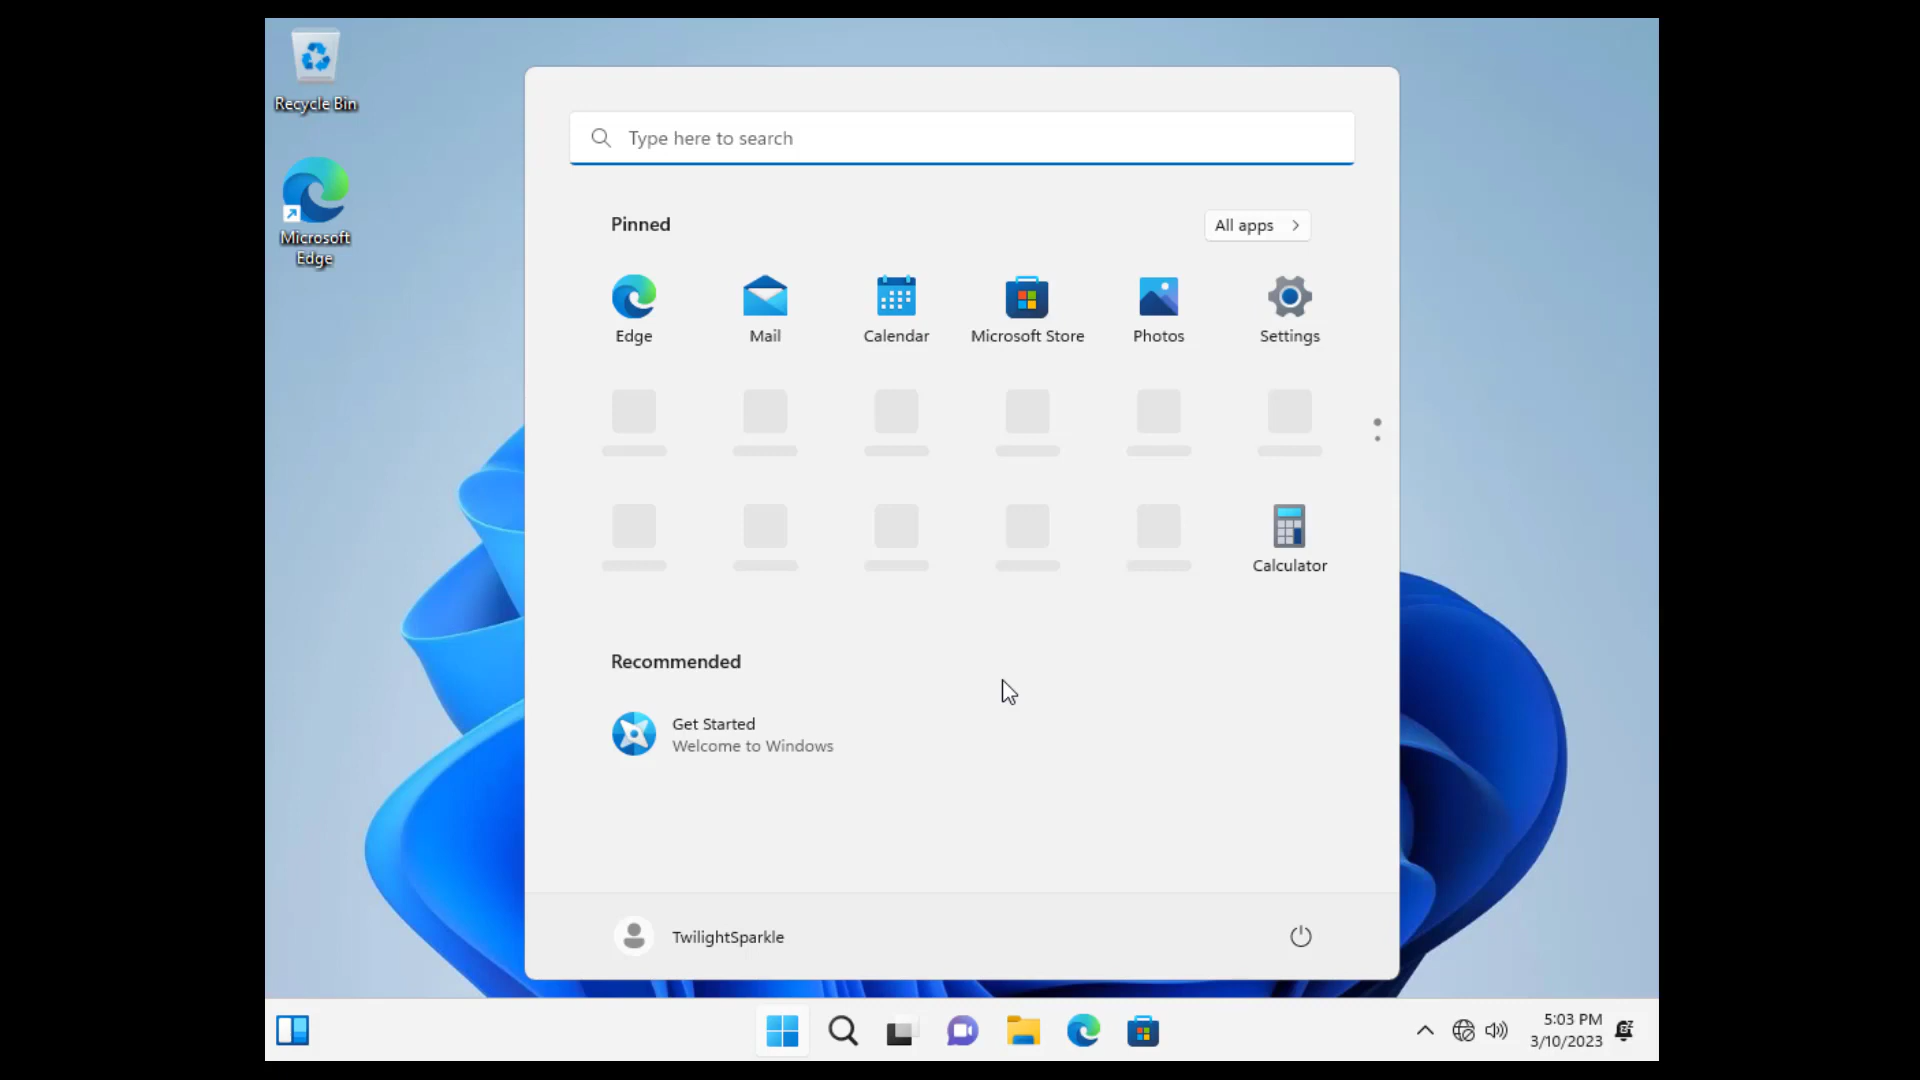 Recycle Bin
Microsoft
Edge
Type here to search
Pinned
All apps
Edge
Mail
Calendar
Microsoft Store
Photos
Settings
Calculator
Recommended
Get Started
Welcome to Windows
TwilightSparkle
5:03 PM
3/10/2023